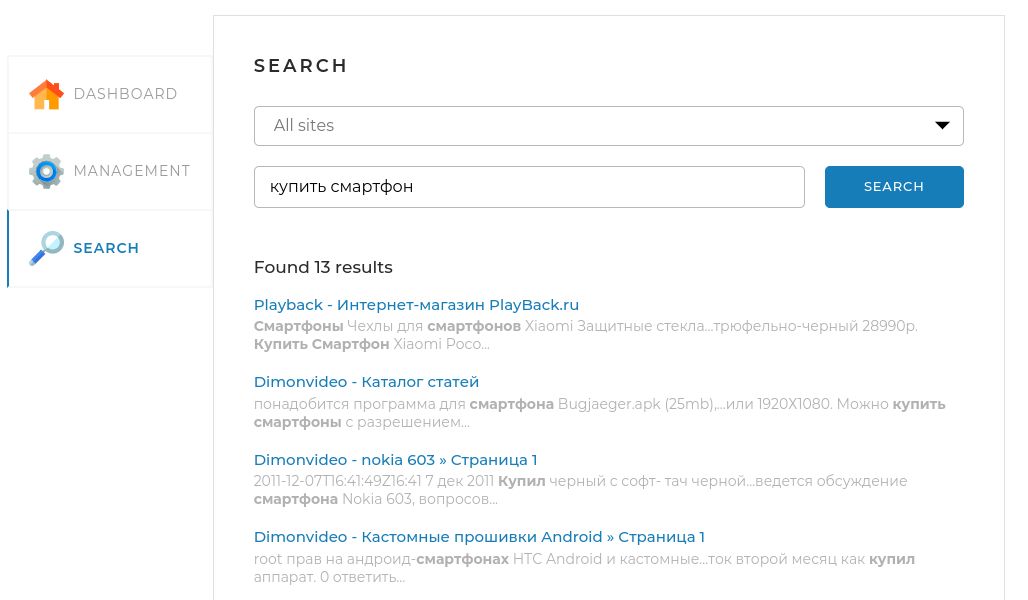 SEARCH
DASHBOARD
All sites
MANAGEMENT
купить смартфон
SEARCH
SEARCH
Found 13 results
Playback - Интернет-магазин PlayBack.ru
Смартфоны Чехлы для смартфонов Xiaomi Защитные стекла...трюфельно-черный 28990р.
Купить Смартфон Xiaomi Poco...
Dimonvideo - Каталог статей
понадобится программа для смартфона Bugjaeger.apk (25mb),...или 1920X1080. Можно купить
смартфоны с разрешением...
Dimonvideo - nokia 603 » Страница 1
2011-12-07T16:41:49Z16:41 7 дек 2011 Купил черный с софт- тач черной...ведется обсуждение
смартфона Nokia 603, вопросов...
Dimonvideo - Кастомные прошивки Android » Страница 1
root прав на андроид-смартфонах HTC Android и кастомные...ток второй месяц как купил
аппарат. 0 ответить...